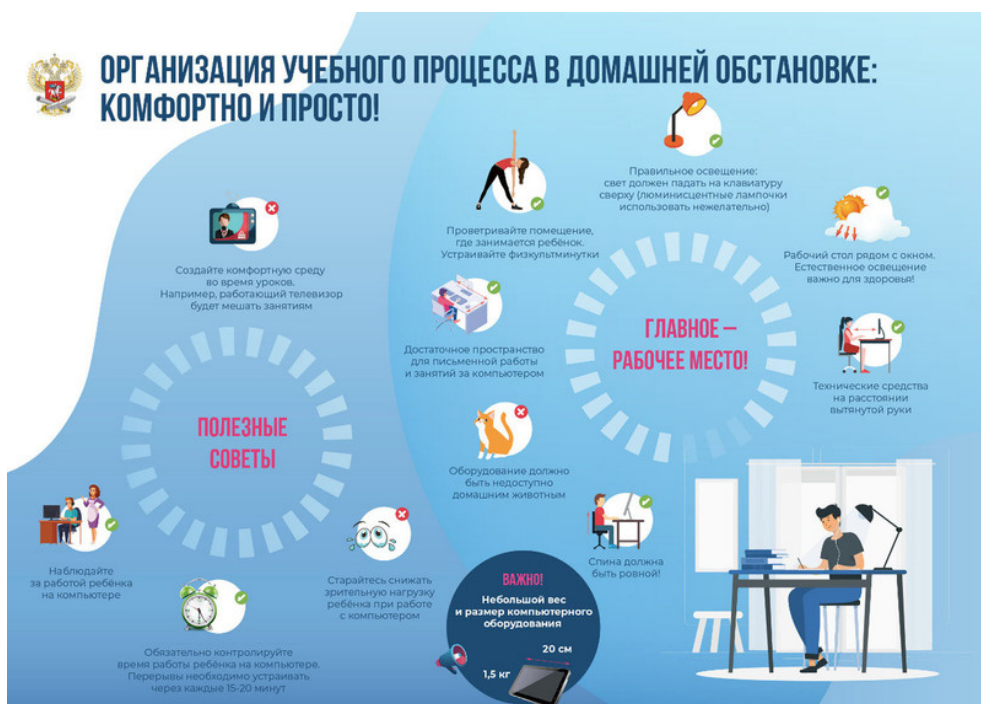 ОРГАНИЗАЦИЯ УЧЕБНОГО ПРОЦЕССА В ДОМАШНЕЙ ОБСТАНОВКЕ:
КОМФОРТНО И ПРОСТО!
Создайте комфортную среду
во время уроков.
Например, работающий телевизор
будет мешать занятиям
ПОЛЕЗНЫЕ
СОВЕТЫ
Наблюдайте
за работой ребёнка
на компьютере
Обязательно контролируйте
время работы ребёнка на компьютере.
Перерывы необходимо устраивать
через каждые 15-20 минут
Старайтесь снижать
зрительную нагрузку
ребёнка при работе
с компьютером
Правильное освещение:
свет должен падать на клавиатуру
сверху (люминисцентные лампочки
использовать нежелательно)
Проветривайте помещение,
где занимается ребёнок.
Устраивайте физкультминутки
Рабочий стол рядом с окном.
Естественное освещение
важно для здоровья!
Достаточное пространство
для письменной работы
и занятий за компьютером
ГЛАВНОЕ –
РАБОЧЕЕ МЕСТО!
Технические средства
на расстоянии
вытянутой руки
Оборудование должно
быть недоступно
домашним животным
Спина должна
быть ровной!
ВАЖНО!
Небольшой вес
и размер компьютерного
оборудования
20 см
1,5 кг